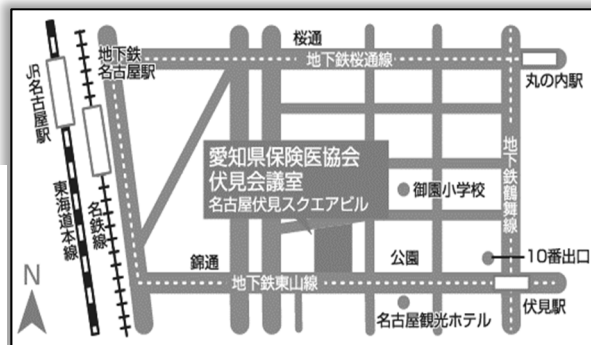 桜通
地下鉄
名古屋駅
地下鉄桜通線
丸の内駅
JR名古屋駅
愛知県保険医協会
伏見会議室
名古屋伏見スクエアビル
御園小学校
地下鉄鶴舞線
東海道本線
名鉄線
錦通
公園
10番出口
N
地下鉄東山線
伏見駅
名古屋観光ホテル